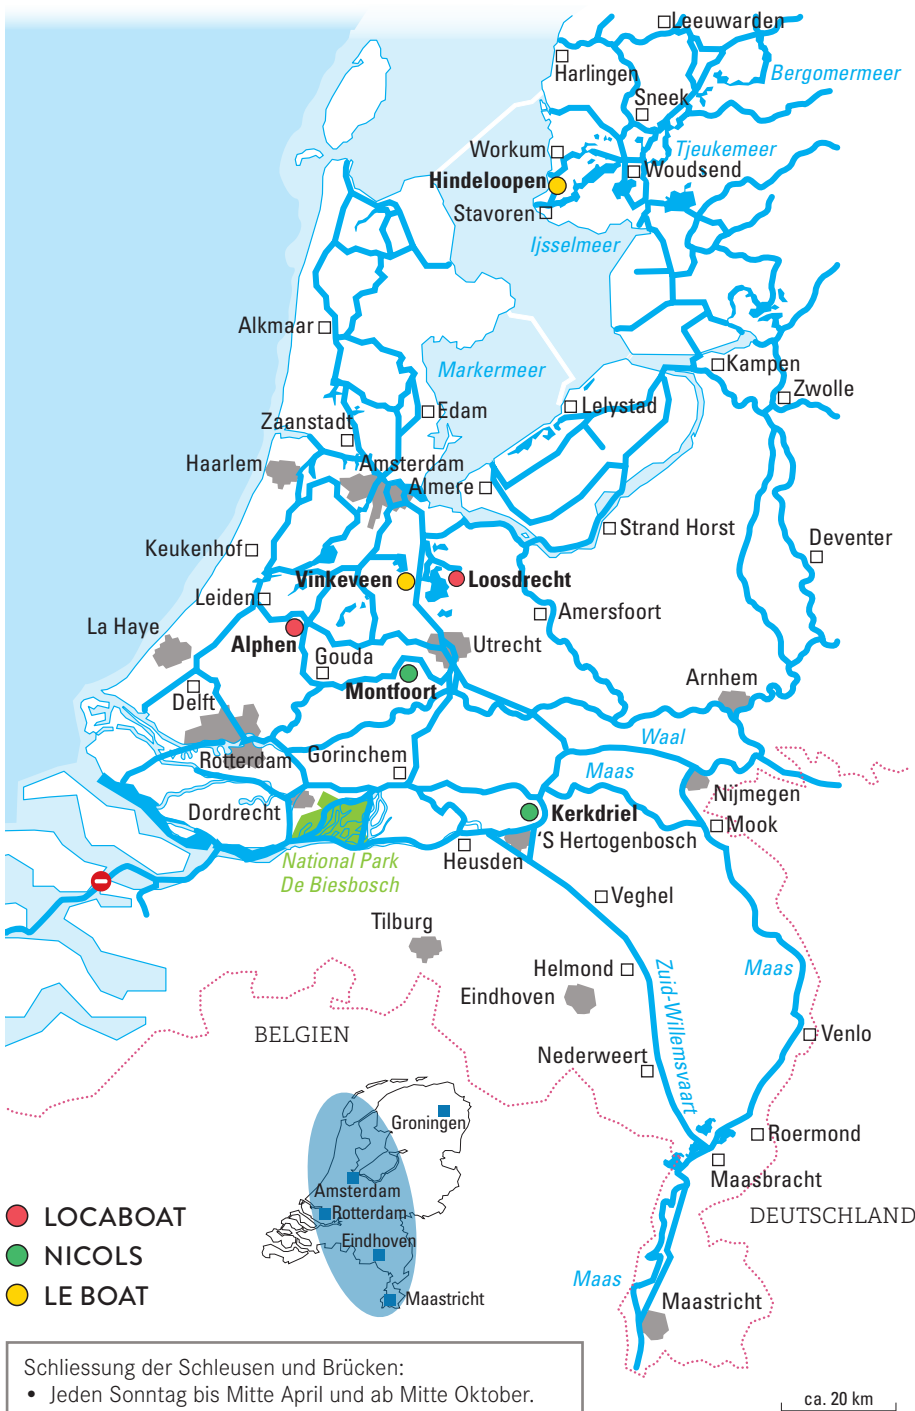 Leeuwarden
Harlingen
Bergomermeer
Sneek
Workum
Tjeukemeer
Woudsend
Hindeloopen
Stavoren
Ijsselmeer
Alkmaar
Markermeer
Kampen
Zwolle
Edam
Lelystad
Zaanstadt
Haarlem
Amsterdam
Almere
Strand Horst
Deventer
Keukenhof
Vinkeveen
Loosdrecht
Leiden
Amersfoort
La Haye
Alphen
Gouda
Utrecht
Montfoort
Arnhem
Delft
Waal
Rotterdam
Gorinchem
Maas
Nijmegen
Dordrecht
Kerkdriel
Mook
'S Hertogenbosch
Heusden
National Park
De Biesbosch
Veghel
Tilburg
Helmond
Zuid-Willemsvaart
Maas
Eindhoven
BELGIEN
Venlo
Nederweert
Groningen
Roermond
Maasbracht
Amsterdam
Rotterdam
Eindhoven
DEUTSCHLAND
LOCABOAT
NICOLS
LE BOAT
Maas
Maastricht
Maastricht
Schliessung der Schleusen und Brücken:
• Jeden Sonntag bis Mitte April und ab Mitte Oktober.
ca. 20 km